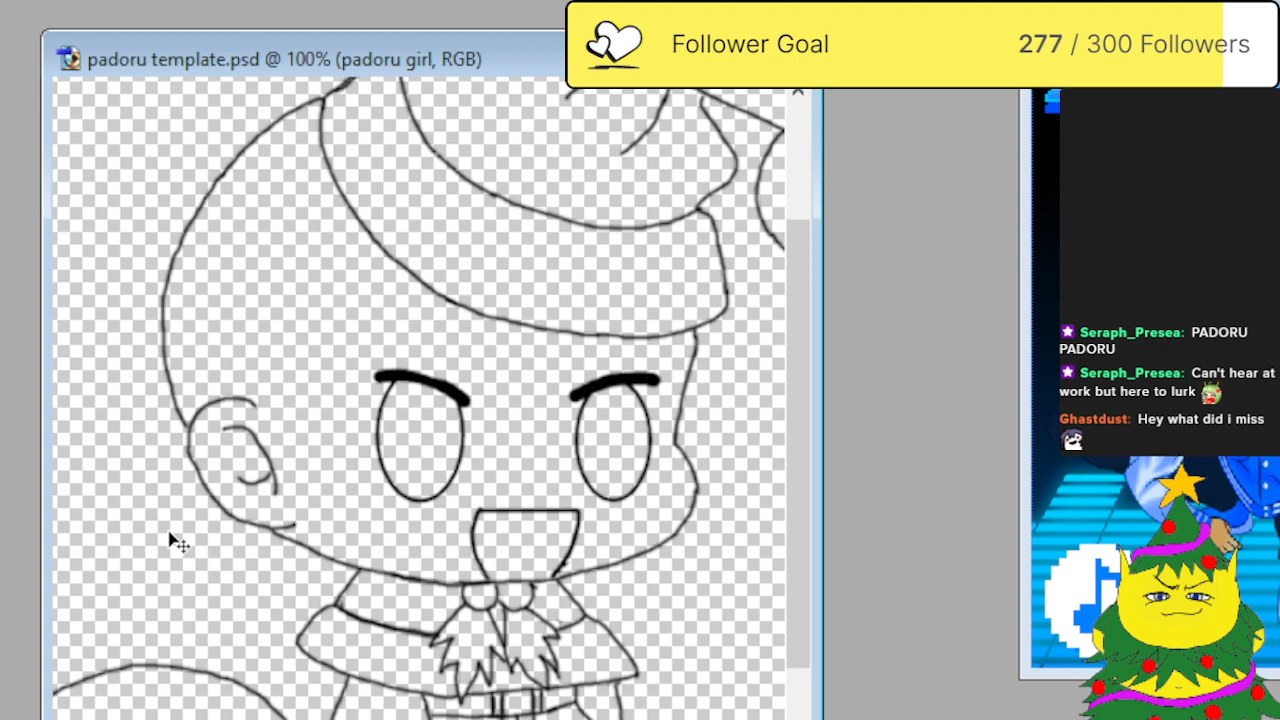 padoru template.psd @ 100% (padoru girl, RGB)
Follower Goal
277 / 300 Followers
Seraph_Presea: PADORU
PADORU
Seraph_Presea: Can't hear at
work but here to lurk
Ghastdust: Hey what did i miss